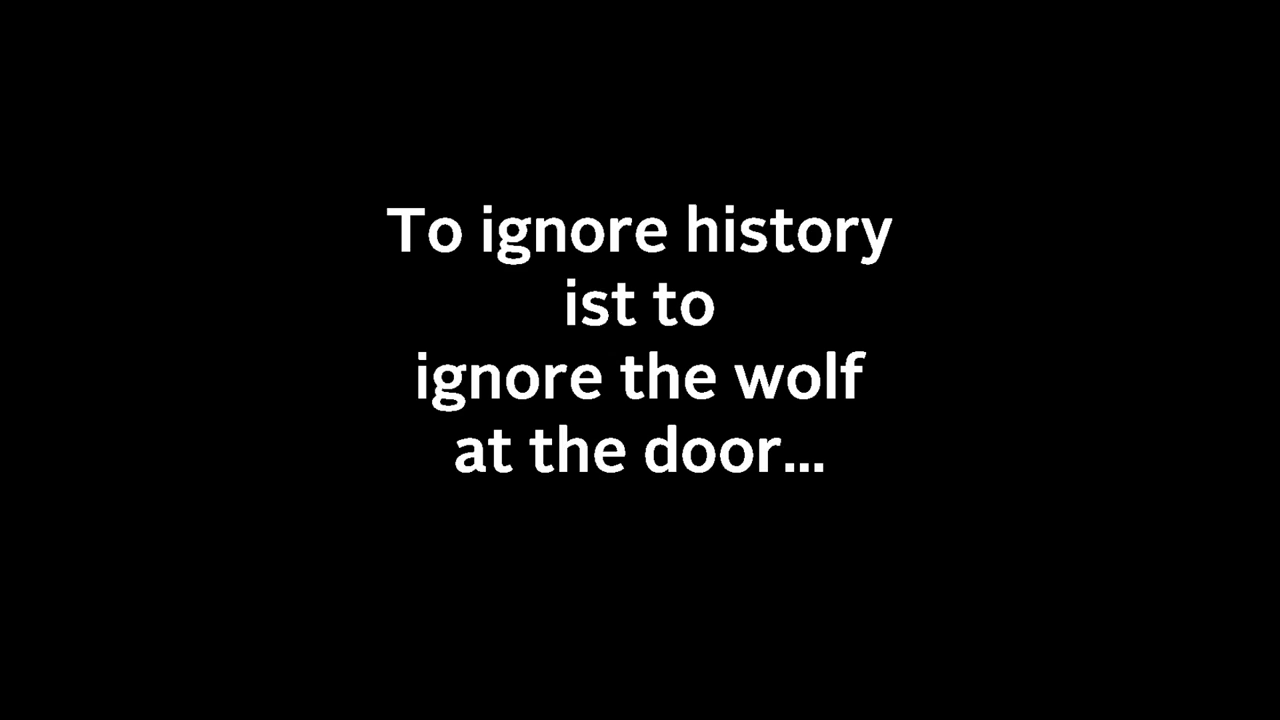 To ignore history
ist to
ignore the wolf
at the door...